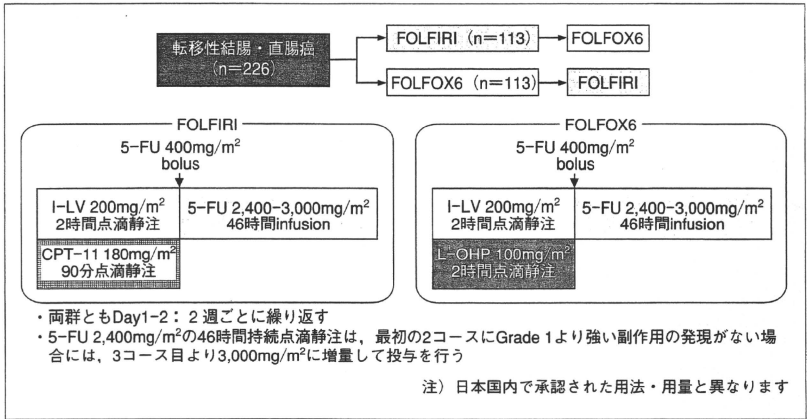 転移性結腸・直腸癌
(n=226)
FOLFIRI (n=113)
FOLFOX6
FOLFOX6 (n=113)
FOLFIRI
FOLFIRI
5-FU 400mg/m²
bolus
l-LV 200mg/m²
2時間点滴静注
5-FU 2,400-3,000mg/m²
46時間infusion
CPT-11 180mg/m²
90分点滴静注
FOLFOX6
5-FU 400mg/m²
bolus
l-LV 200mg/m²
2時間点滴静注
5-FU 2,400-3,000mg/m²
46時間infusion
L-OHP 100mg/m²
2時間点滴静注
・両群ともDay1-2：2週ごとに繰り返す
・5-FU 2,400mg/m²の46時間持続点滴静注は，最初の2コースにGrade 1より強い副作用の発現がない場
合には，3コース目より3,000mg/m²に増量して投与を行う
注）日本国内で承認された用法・用量と異なります